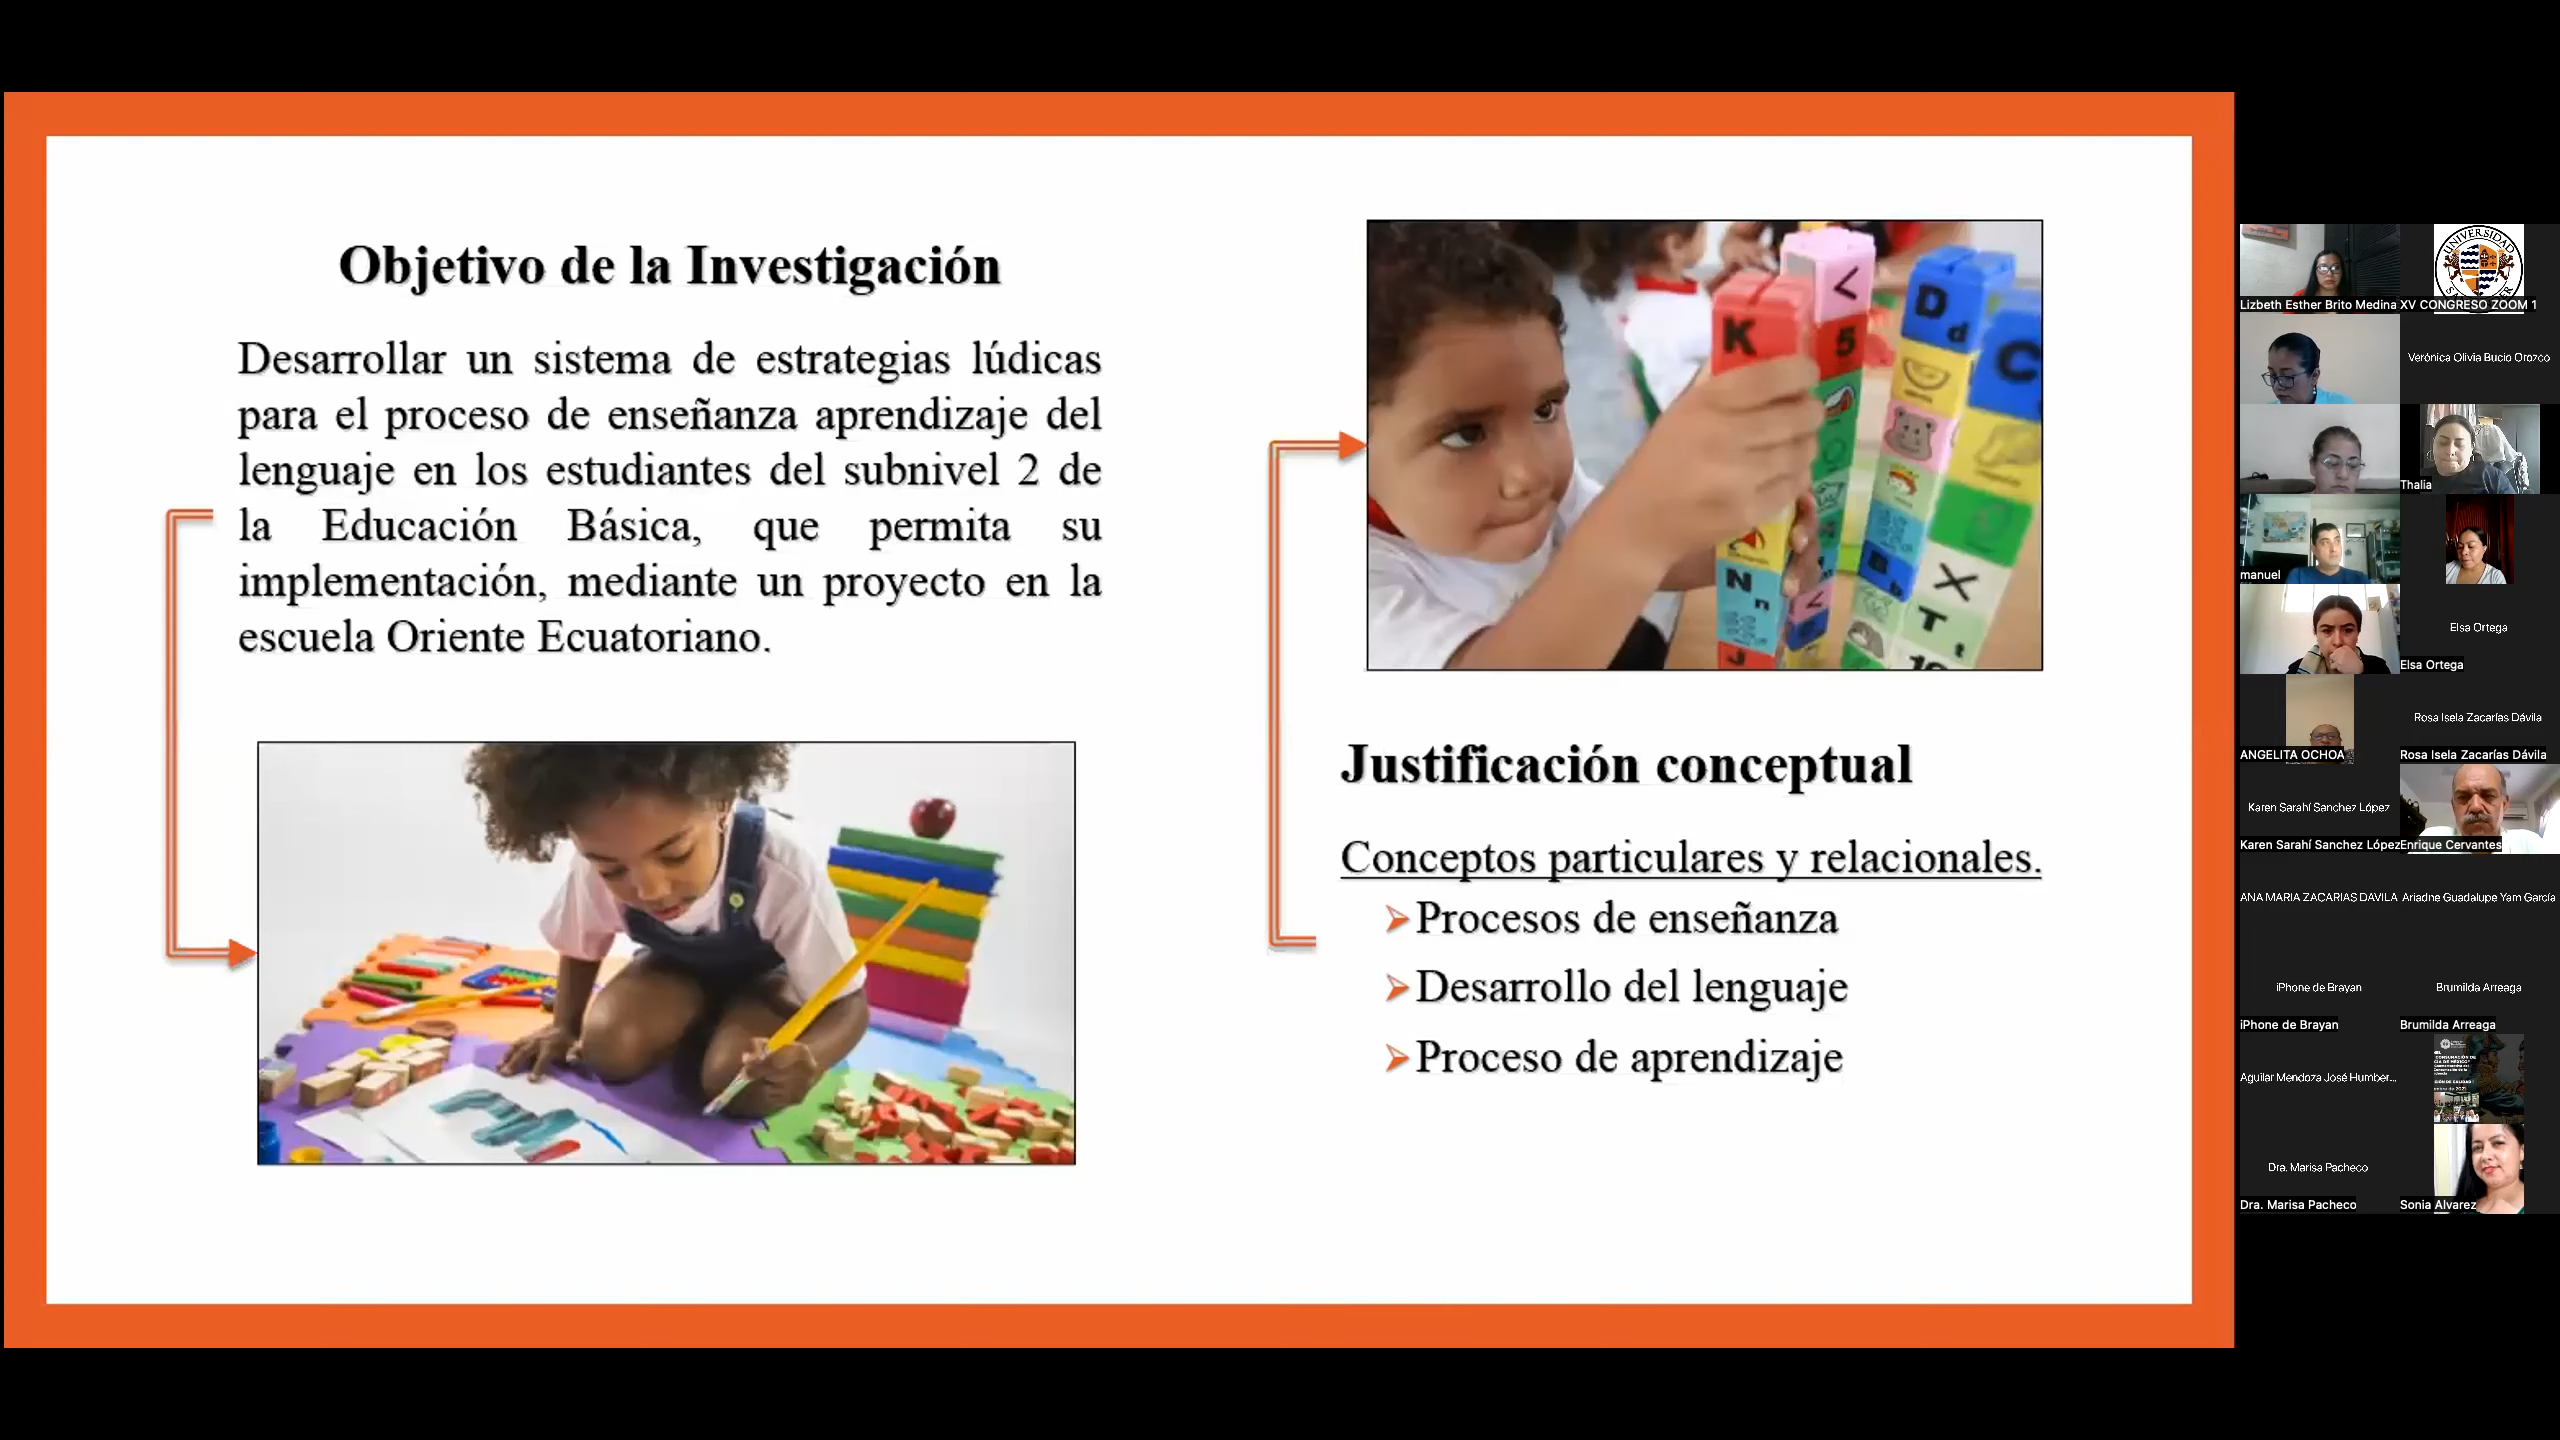 Objetivo de la Investigación
Desarrollar un sistema de estrategias lúdicas
para el proceso de enseñanza aprendizaje del
lenguaje en los estudiantes del subnivel 2 de
la Educación Básica, que permita su
implementación, mediante un proyecto en la
escuela Oriente Ecuatoriano.
K
<
5
D
d
C
N
n
<
J
B
b
X
T
t
10
Justificación conceptual
Conceptos particulares y relacionales.
Procesos de enseñanza
Desarrollo del lenguaje
Proceso de aprendizaje
UNIVERSIDAD
Lizbeth Esther Brito Medina
XV CONGRESO ZOOM 1
Verónica Olivia Bucio Orozco
Thalia
manuel
Elsa Ortega
Elsa Ortega
Rosa Isela Zacarías Dávila
ANGELITA OCHOA
Rosa Isela Zacarías Dávila
Karen Sarahí Sanchez López
Karen Sarahí Sanchez López
Enrique Cervantes
ANA MARIA ZACARIAS DAVILA
Ariadne Guadalupe Yam García
iPhone de Brayan
Brumilda Arreaga
iPhone de Brayan
Brumilda Arreaga
Aguilar Mendoza José Humber...
Dra. Marisa Pacheco
Dra. Marisa Pacheco
Sonia Alvarez